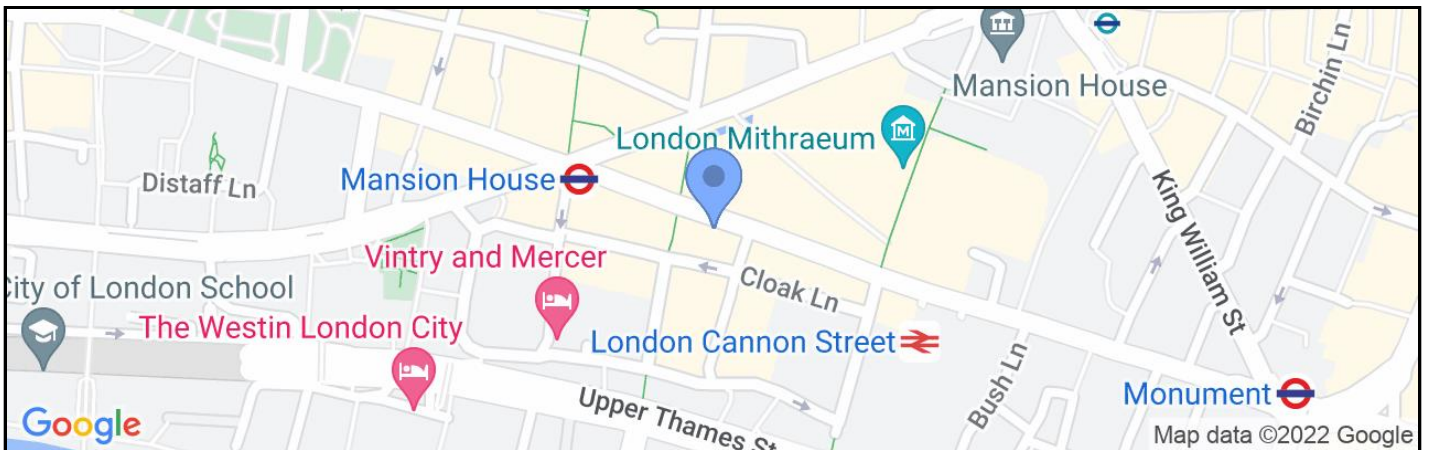 Mansion House
Birchin Ln
London Mithraeum
M
Mansion House
Distaff Ln
King William St
Vintry and Mercer
Cloak Ln
City of London School
The Westin London City
London Cannon Street
Bush Ln
Monument
Upper Thames St
Google
Map data ©2022 Google